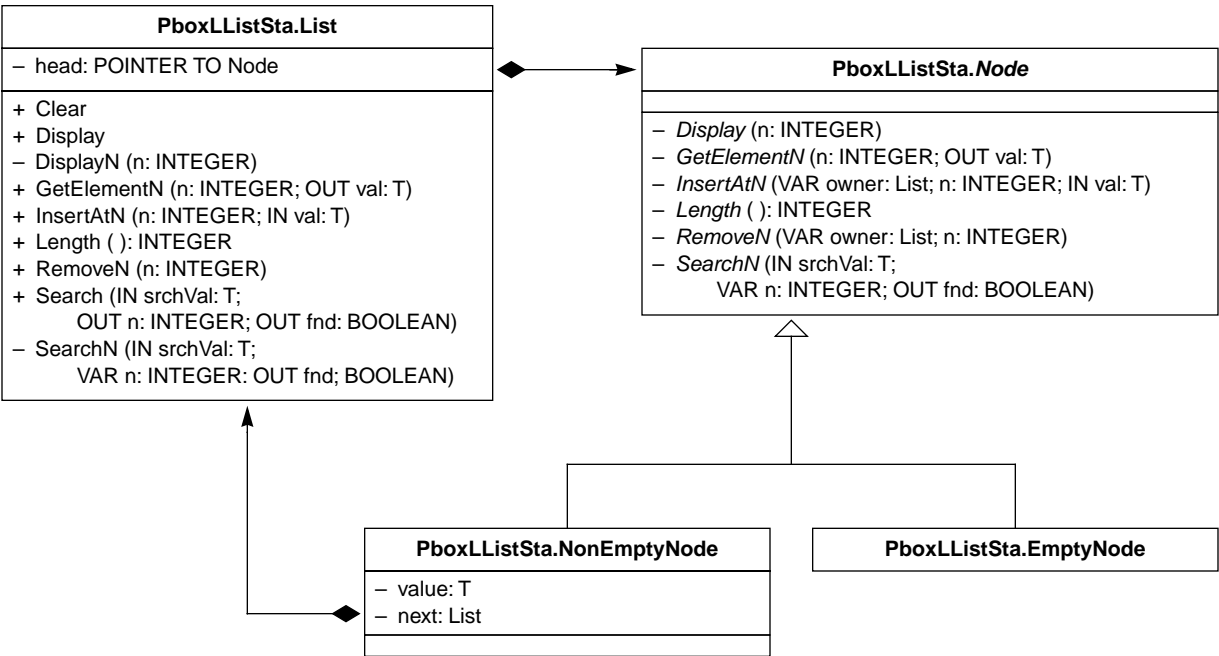 PboxLListSta.List
– head: POINTER TO Node
+ Clear
+ Display
– DisplayN (n: INTEGER)
+ GetElementN (n: INTEGER; OUT val: T)
+ InsertAtN (n: INTEGER; IN val: T)
+ Length ( ): INTEGER
+ RemoveN (n: INTEGER)
+ Search (IN srchVal: T;
OUT n: INTEGER; OUT fnd: BOOLEAN)
– SearchN (IN srchVal: T;
VAR n: INTEGER: OUT fnd; BOOLEAN)
PboxLListSta.Node
– Display (n: INTEGER)
– GetElementN (n: INTEGER; OUT val: T)
– InsertAtN (VAR owner: List; n: INTEGER; IN val: T)
– Length ( ): INTEGER
– RemoveN (VAR owner: List; n: INTEGER)
– SearchN (IN srchVal: T;
VAR n: INTEGER; OUT fnd: BOOLEAN)
PboxLListSta.NonEmptyNode
– value: T
– next: List
PboxLListSta.EmptyNode